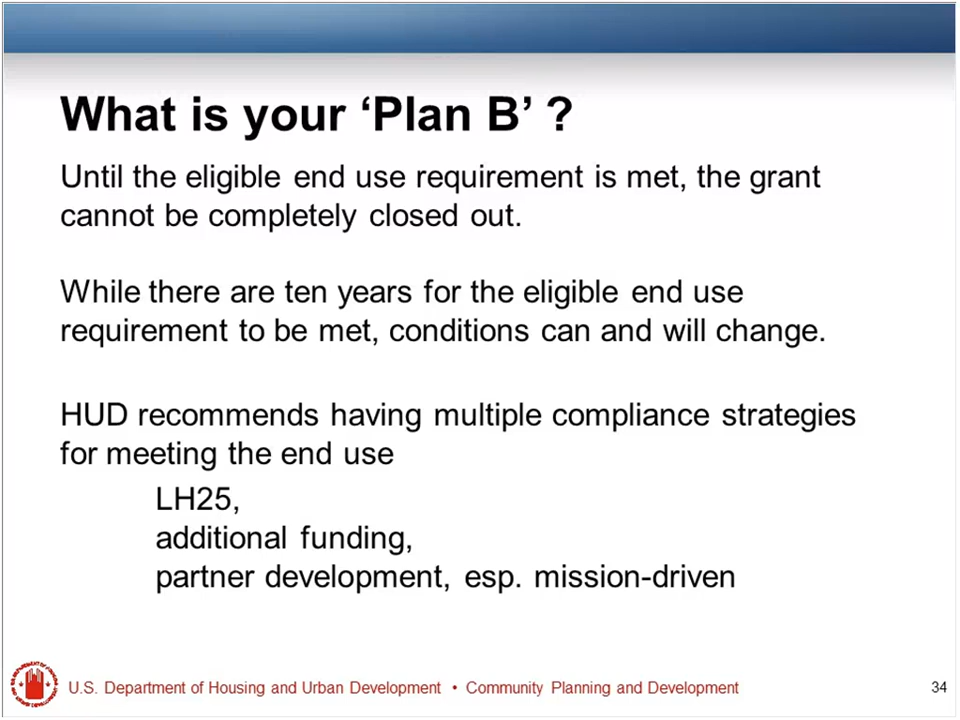 What is your ‘Plan B’ ?
Until the eligible end use requirement is met, the grant
cannot be completely closed out.
While there are ten years for the eligible end use
requirement to be met, conditions can and will change.
HUD recommends having multiple compliance strategies
for meeting the end use
LH25,
additional funding,
partner development, esp. mission-driven
U.S. Department of Housing and Urban Development • Community Planning and Development
34